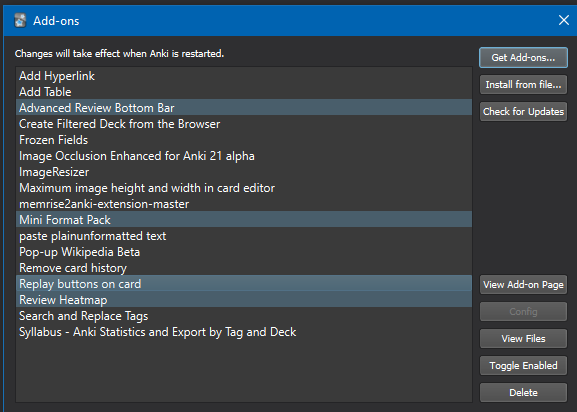 Add-ons
Changes will take effect when Anki is restarted.
Add Hyperlink
Add Table
Advanced Review Bottom Bar
Create Filtered Deck from the Browser
Frozen Fields
Image Occlusion Enhanced for Anki 21 alpha
ImageResizer
Maximum image height and width in card editor
memrise2anki-extension-master
Mini Format Pack
paste plainunformatted text
Pop-up Wikipedia Beta
Remove card history
Replay buttons on card
Review Heatmap
Search and Replace Tags
Syllabus - Anki Statistics and Export by Tag and Deck
Get Add-ons...
Install from file...
Check for Updates
View Add-on Page
Config
View Files
Toggle Enabled
Delete